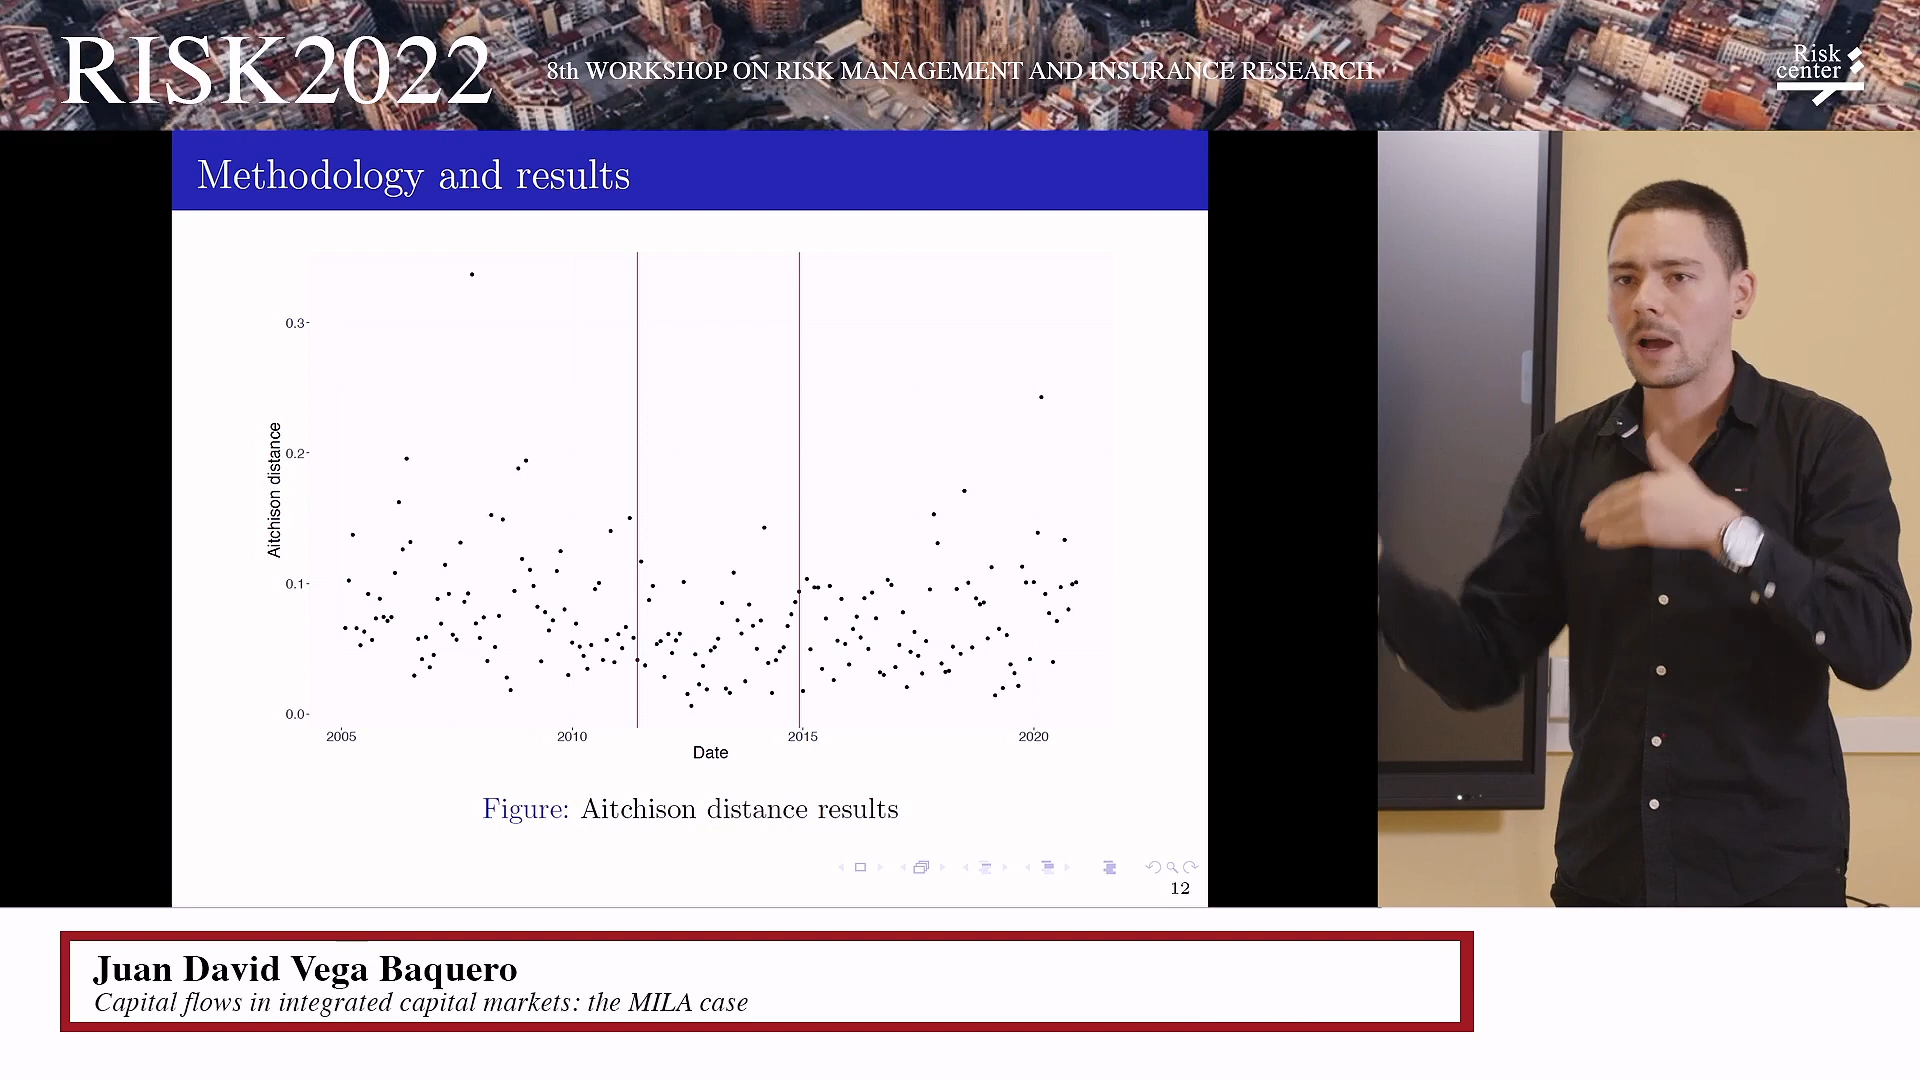 RISK2022
8th WORKSHOP ON RISK MANAGEMENT AND INSURANCE RESEARCH
Risk
center
Methodology and results
Aitchison distance
0.3
0.2
0.1
0.0
2005
2010
2015
2020
Date
Figure: Aitchison distance results
12
Juan David Vega Baquero
Capital flows in integrated capital markets: the MILA case